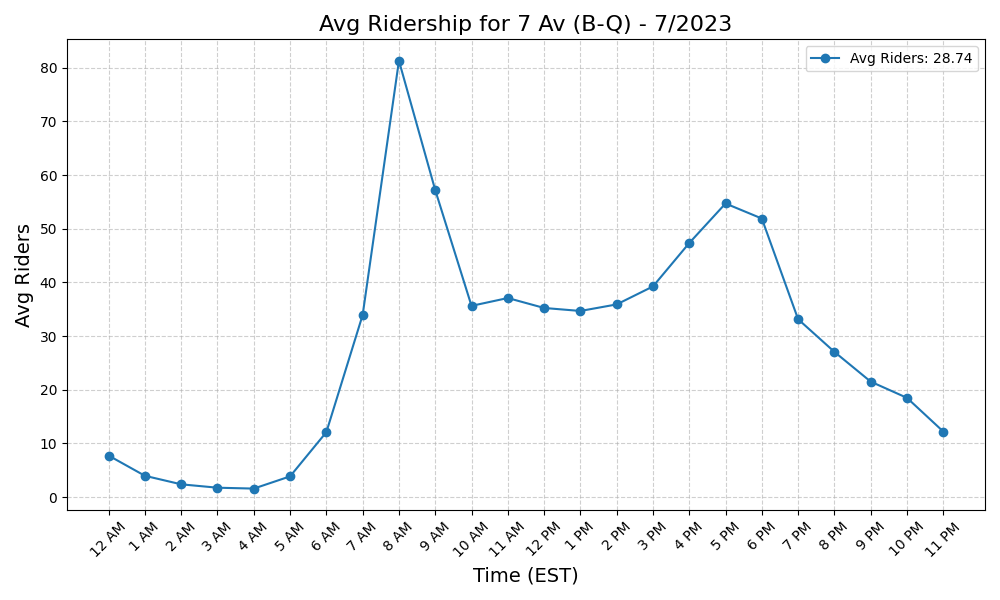 Avg Ridership for 7 Av (B-Q) - 7/2023
Avg Riders: 28.74
Avg Riders
80
70
60
50
40
30
20
10
0
12 AM
1 AM
2 AM
3 AM
4 AM
5 AM
6 AM
7 AM
8 AM
9 AM
10 AM
11 AM
12 PM
1 PM
2 PM
3 PM
4 PM
5 PM
6 PM
7 PM
8 PM
9 PM
10 PM
11 PM
Time (EST)